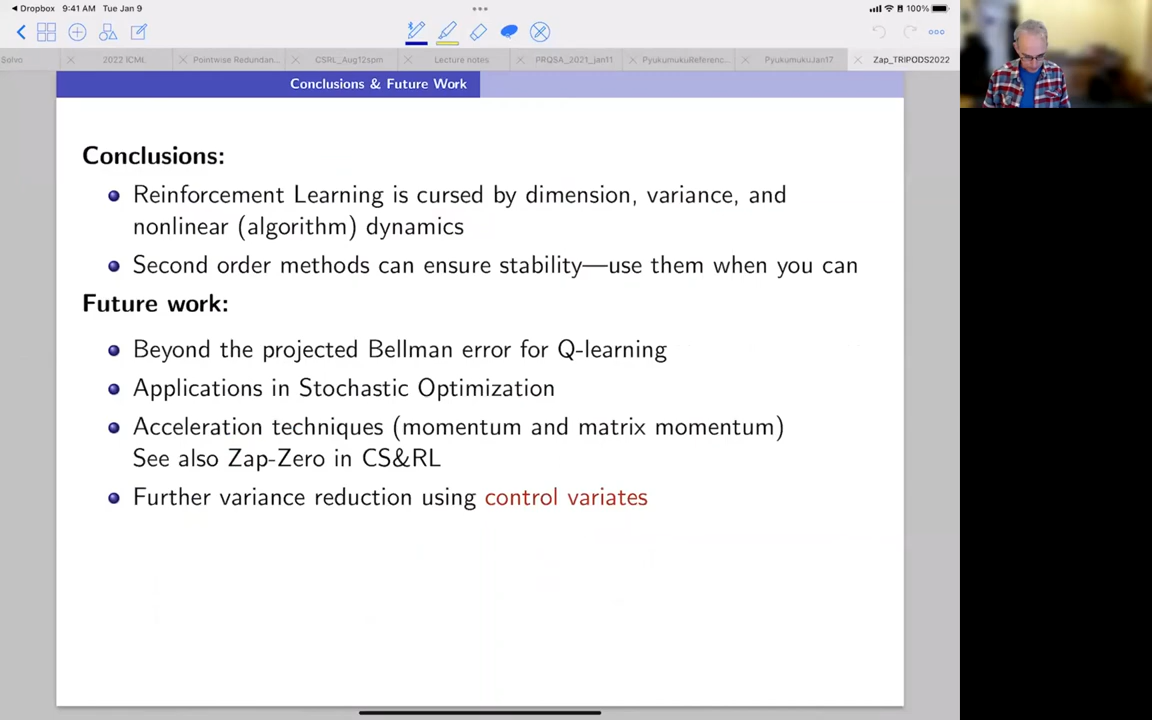 Dropbox 9:41 AM Tue Jan 9 100%
Solvo 2022 ICML Pointwise Redundan... CSRL_Aug12spm Lecture notes PRQSA_2021_jan11 PyukumukuReferenc... PyukumukuJan17 Zap_TRIPODS2022
Conclusions & Future Work
Conclusions:
Reinforcement Learning is cursed by dimension, variance, and
nonlinear (algorithm) dynamics
Second order methods can ensure stability—use them when you can
Future work:
Beyond the projected Bellman error for Q-learning
Applications in Stochastic Optimization
Acceleration techniques (momentum and matrix momentum)
See also Zap-Zero in CS&RL
Further variance reduction using control variates